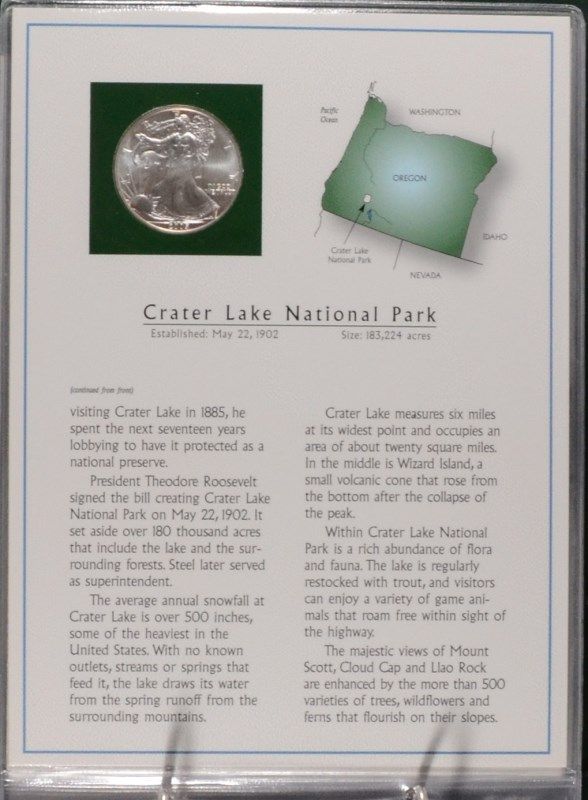 Pacific
Ocean
WASHINGTON
OREGON
IDAHO
Crater Lake
National Park
NEVADA
Crater Lake National Park
Established: May 22, 1902
Size: 183,224 acres
(continued from front)
visiting Crater Lake in 1885, he
spent the next seventeen years
lobbying to have it protected as a
national preserve.
President Theodore Roosevelt
signed the bill creating Crater Lake
National Park on May 22, 1902. It
set aside over 180 thousand acres
that include the lake and the sur-
rounding forests. Steel later served
as superintendent.
The average annual snowfall at
Crater Lake is over 500 inches,
some of the heaviest in the
United States. With no known
outlets, streams or springs that
feed it, the lake draws its water
from the spring runoff from the
surrounding mountains.
Crater Lake measures six miles
at its widest point and occupies an
area of about twenty square miles.
In the middle is Wizard Island, a
small volcanic cone that rose from
the bottom after the collapse of
the peak.
Within Crater Lake National
Park is a rich abundance of flora
and fauna. The lake is regularly
restocked with trout, and visitors
can enjoy a variety of game ani-
mals that roam free within sight of
the highway.
The majestic views of Mount
Scott, Cloud Cap and Llao Rock
are enhanced by the more than 500
varieties of trees, wildflowers and
ferns that flourish on their slopes.